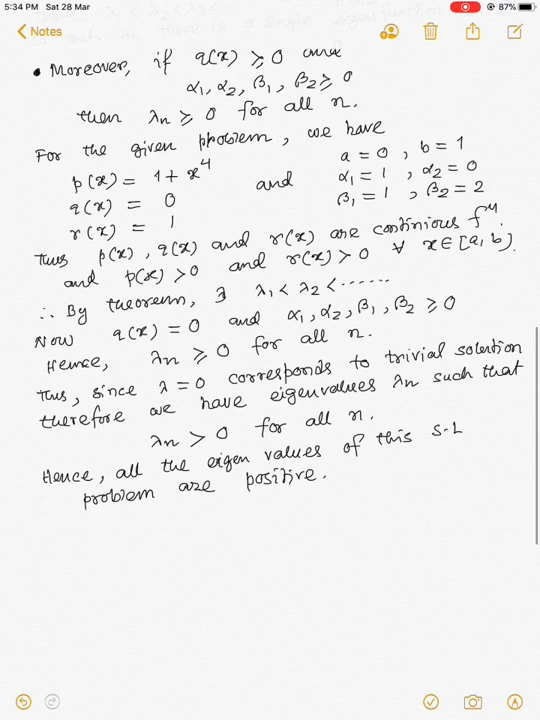 5:34 PM Sat 28 Mar
87%
Notes
• Moreover, if q(x) ≥ 0 and
α₁, α₂, β₁, β₂ ≥ 0
then λn ≥ 0 for all n.
For the given problem, we have
p(x) = 1 + x⁴
q(x) = 0
r(x) = 1
and
a = 0, b = 1
α₁ = 1, α₂ = 0
β₁ = 1, β₂ = 2
Thus p(x), q(x) and r(x) are continious fⁿ
and p(x) > 0 and r(x) > 0 ∀ x ∈ [a, b].
∴ By theorem, ∃ λ₁ < λ₂ < ......
Now q(x) = 0 and α₁, α₂, β₁, β₂ ≥ 0
Hence, λn ≥ 0 for all n.
Thus, since λ = 0 corresponds to trivial solution
therefore we have eigenvalues λn such that
λn > 0 for all n.
Hence, all the eigen values of this S-L
problem are positive.